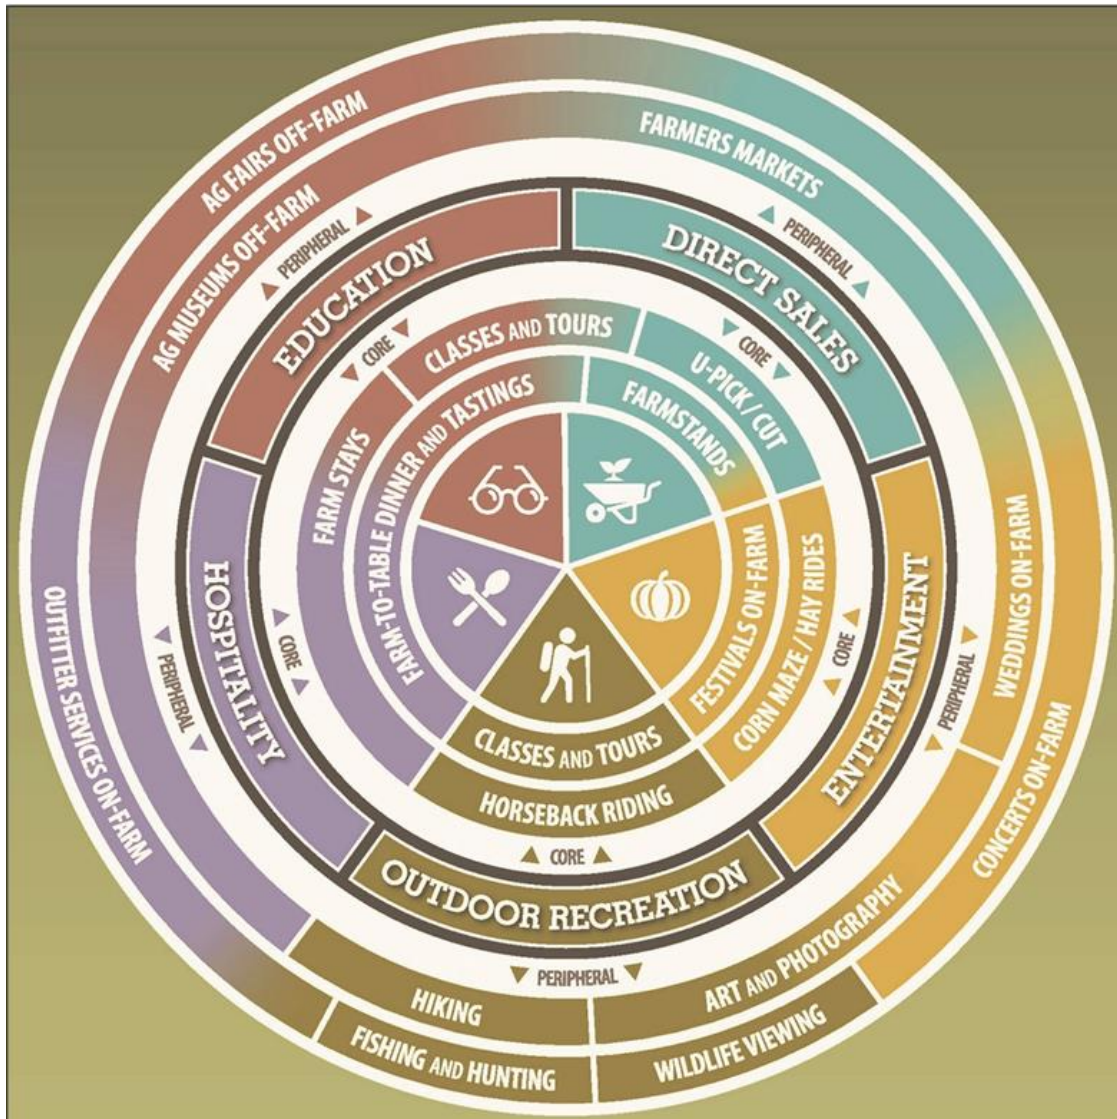 AG FAIRS OFF-FARM
AG MUSEUMS OFF-FARM
FARMERS MARKETS
PERIPHERAL
PERIPHERAL
EDUCATION
DIRECT SALES
CORE
CORE
CLASSES AND TOURS
U-PICK / CUT
FARM STAYS
FARM-TO-TABLE DINNER AND TASTINGS
FARMSTANDS
HOSPITALITY
CORE
PERIPHERAL
OUTFITTER SERVICES ON-FARM
FESTIVALS ON-FARM
CORN MAZE / HAY RIDES
CORE
ENTERTAINMENT
PERIPHERAL
WEDDINGS ON-FARM
CONCERTS ON-FARM
CLASSES AND TOURS
HORSEBACK RIDING
CORE
OUTDOOR RECREATION
PERIPHERAL
HIKING
ART AND PHOTOGRAPHY
FISHING AND HUNTING
WILDLIFE VIEWING